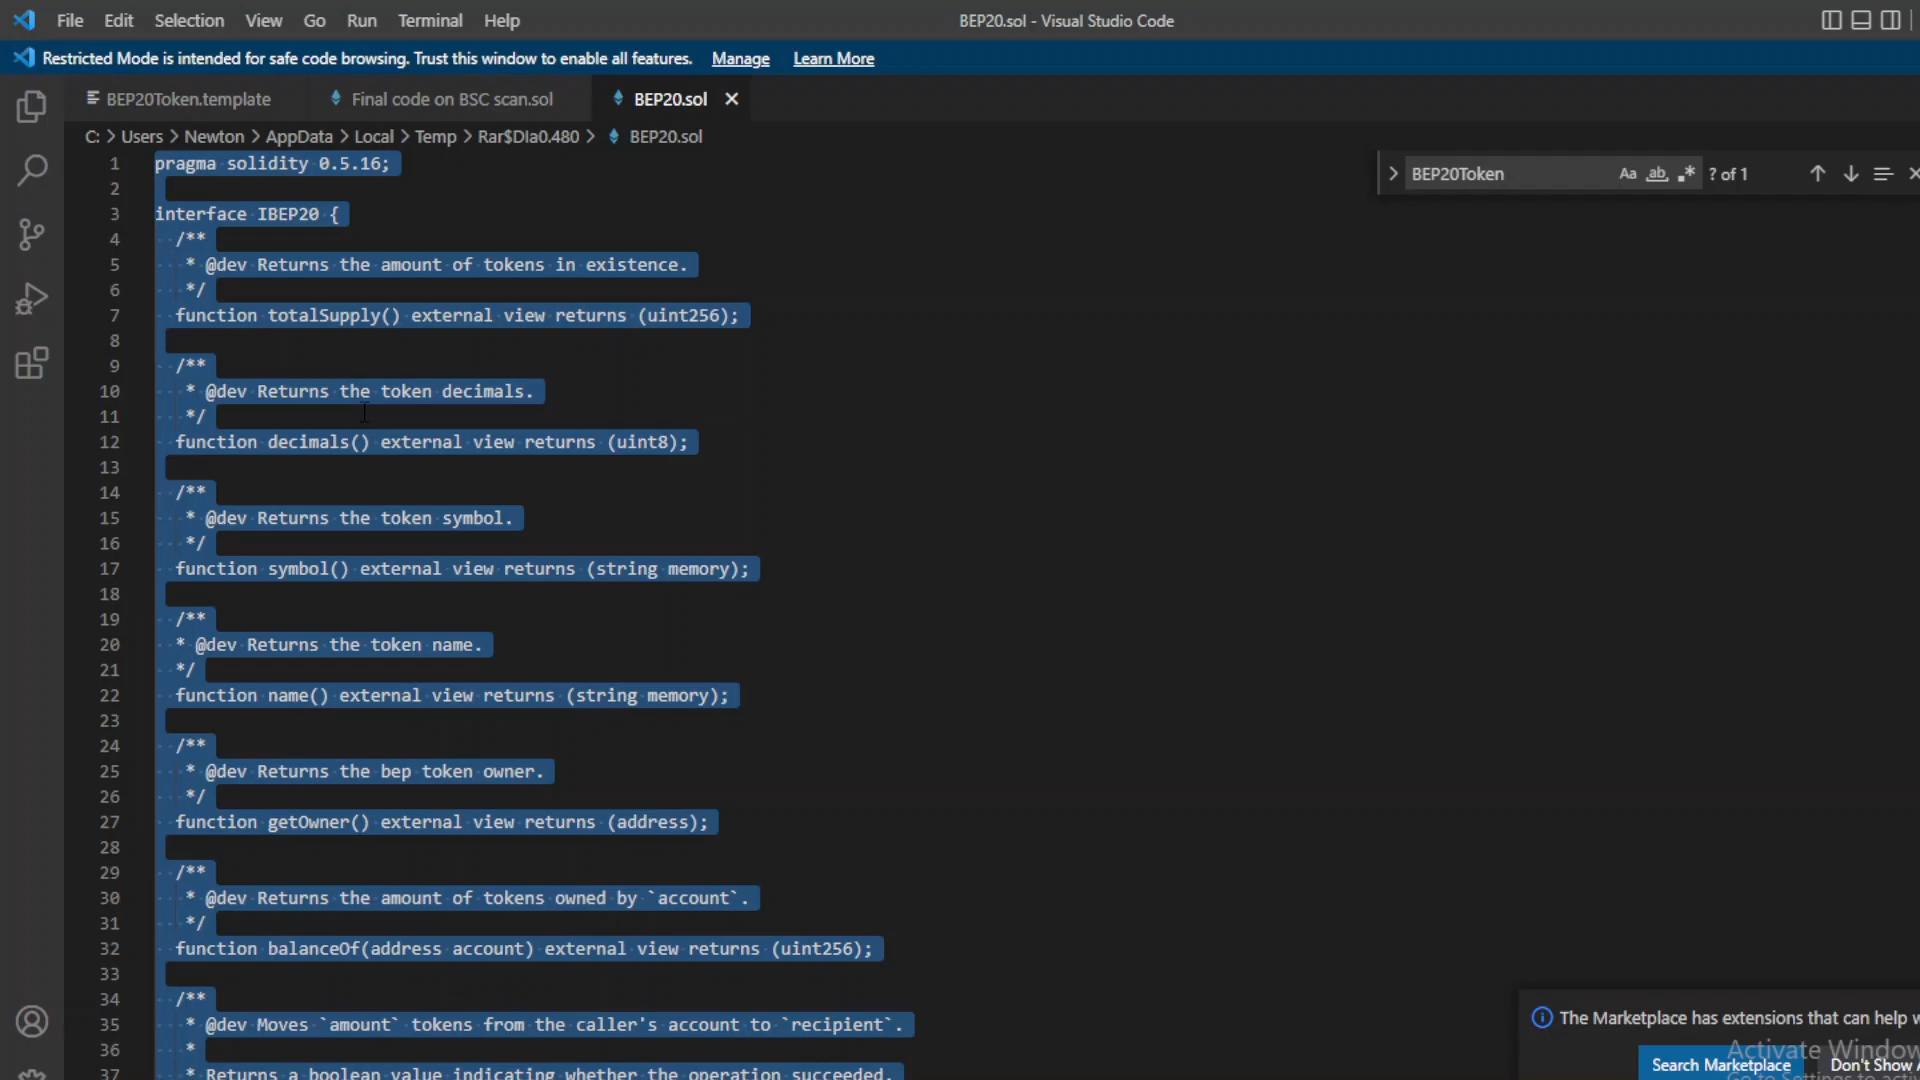 File Edit Selection View Go Run Terminal Help BEP20.sol - Visual Studio Code
Restricted Mode is intended for safe code browsing. Trust this window to enable all features. Manage Learn More
BEP20Token.template Final code on BSC scan.sol BEP20.sol
C: > Users > Newton > AppData > Local > Temp > Rar$DIa0.480 > BEP20.sol
BEP20Token Aa ab .* ? of 1
1 pragma solidity 0.5.16;
2
3 interface IBEP20 {
4 /**
5 * @dev Returns the amount of tokens in existence.
6 */
7 function totalSupply() external view returns (uint256);
8
9 /**
10 * @dev Returns the token decimals.
11 */
12 function decimals() external view returns (uint8);
13
14 /**
15 * @dev Returns the token symbol.
16 */
17 function symbol() external view returns (string memory);
18
19 /**
20 * @dev Returns the token name.
21 */
22 function name() external view returns (string memory);
23
24 /**
25 * @dev Returns the bep token owner.
26 */
27 function getOwner() external view returns (address);
28
29 /**
30 * @dev Returns the amount of tokens owned by `account`.
31 */
32 function balanceOf(address account) external view returns (uint256);
33
34 /**
35 * @dev Moves `amount` tokens from the caller's account to `recipient`.
36 *
37 * Returns a boolean value indicating whether the operation succeeded.
The Marketplace has extensions that can help
Activate Window
Search Marketplace Don't Show